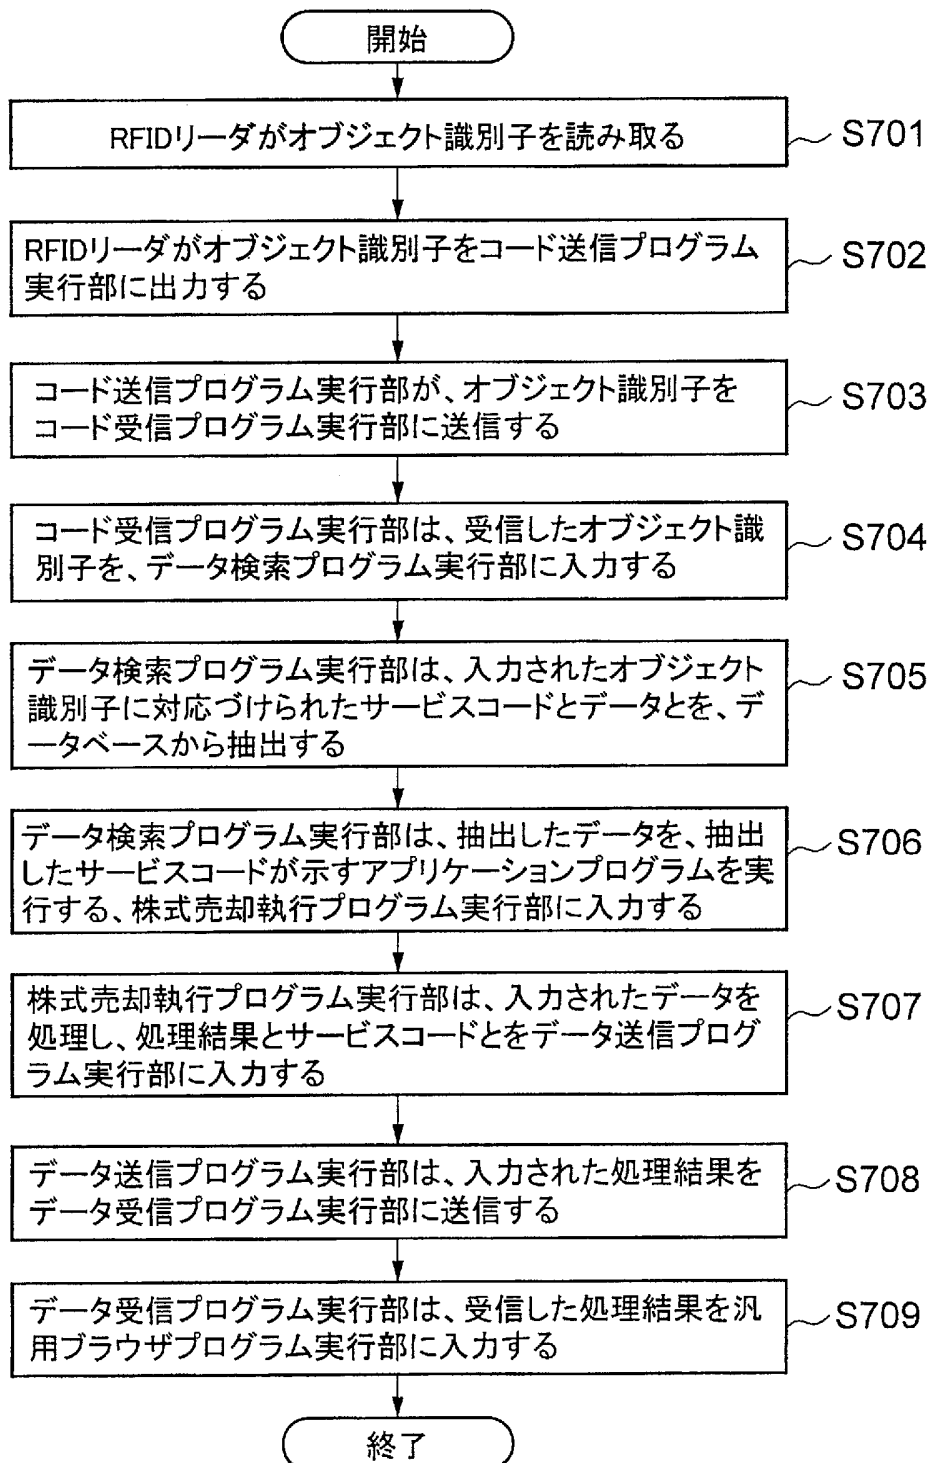 開始
RFIDリーダがオブジェクト識別子を読み取る
S701
RFIDリーダがオブジェクト識別子をコード送信プログラム
実行部に出力する
S702
コード送信プログラム実行部が、オブジェクト識別子を
コード受信プログラム実行部に送信する
S703
コード受信プログラム実行部は、受信したオブジェクト識
別子を、データ検索プログラム実行部に入力する
S704
データ検索プログラム実行部は、入力されたオブジェクト
識別子に対応づけられたサービスコードとデータとを、デ
ータベースから抽出する
S705
データ検索プログラム実行部は、抽出したデータを、抽出
したサービスコードが示すアプリケーションプログラムを実
行する、株式売却執行プログラム実行部に入力する
S706
株式売却執行プログラム実行部は、入力されたデータを
処理し、処理結果とサービスコードとをデータ送信プログ
ラム実行部に入力する
S707
データ送信プログラム実行部は、入力された処理結果を
データ受信プログラム実行部に送信する
S708
データ受信プログラム実行部は、受信した処理結果を汎
用ブラウザプログラム実行部に入力する
S709
終了